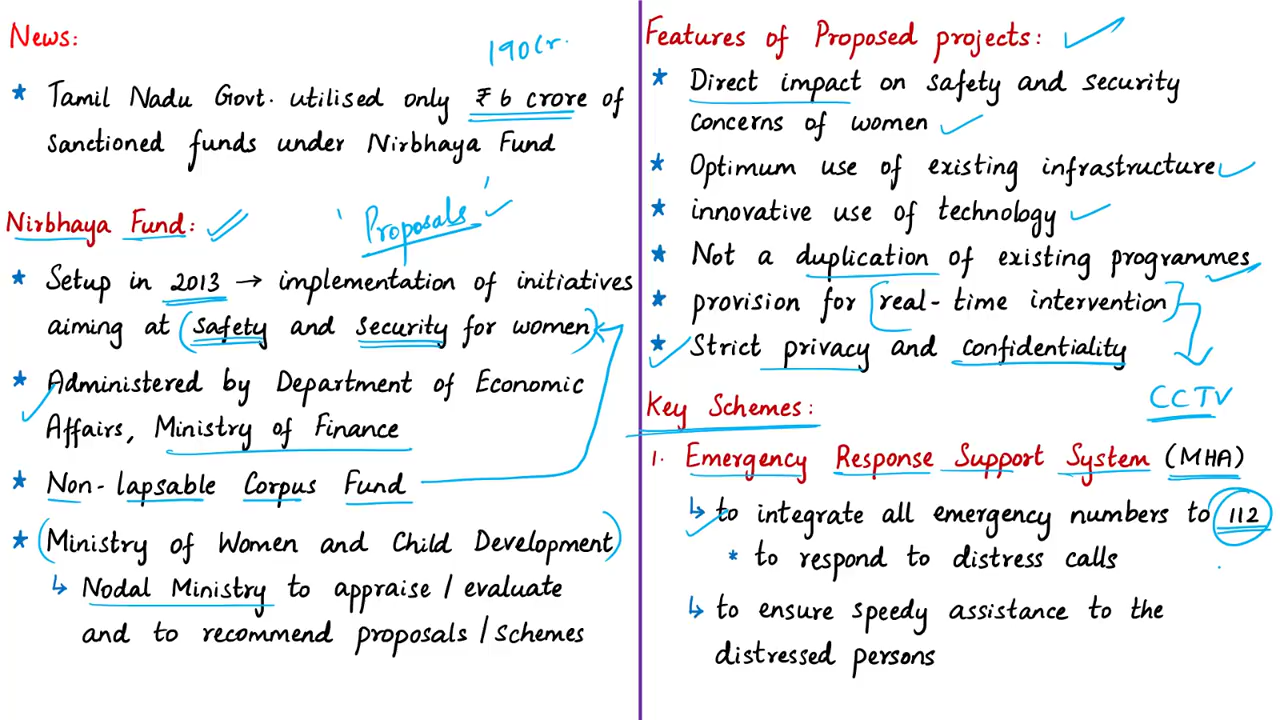 News:
190 Cr.
* Tamil Nadu Govt. utilised only ₹ 6 crore of
sanctioned funds under Nirbhaya Fund
Nirbhaya Fund:
'Proposals'
* Setup in 2013 → implementation of initiatives
aiming at (safety and security for women)
* Administered by Department of Economic
Affairs, Ministry of Finance
* Non-lapsable Corpus Fund
* (Ministry of Women and Child Development)
↳ Nodal Ministry to appraise / evaluate
and to recommend proposals / schemes
Features of Proposed projects:
* Direct impact on safety and security
concerns of women
* Optimum use of existing infrastructure
* innovative use of technology
* Not a duplication of existing programmes
* provision for [real-time intervention]
* Strict privacy and confidentiality
CCTV
Key Schemes:
1. Emergency Response Support System (MHA)
↳ to integrate all emergency numbers to 112
* to respond to distress calls
↳ to ensure speedy assistance to the
distressed persons